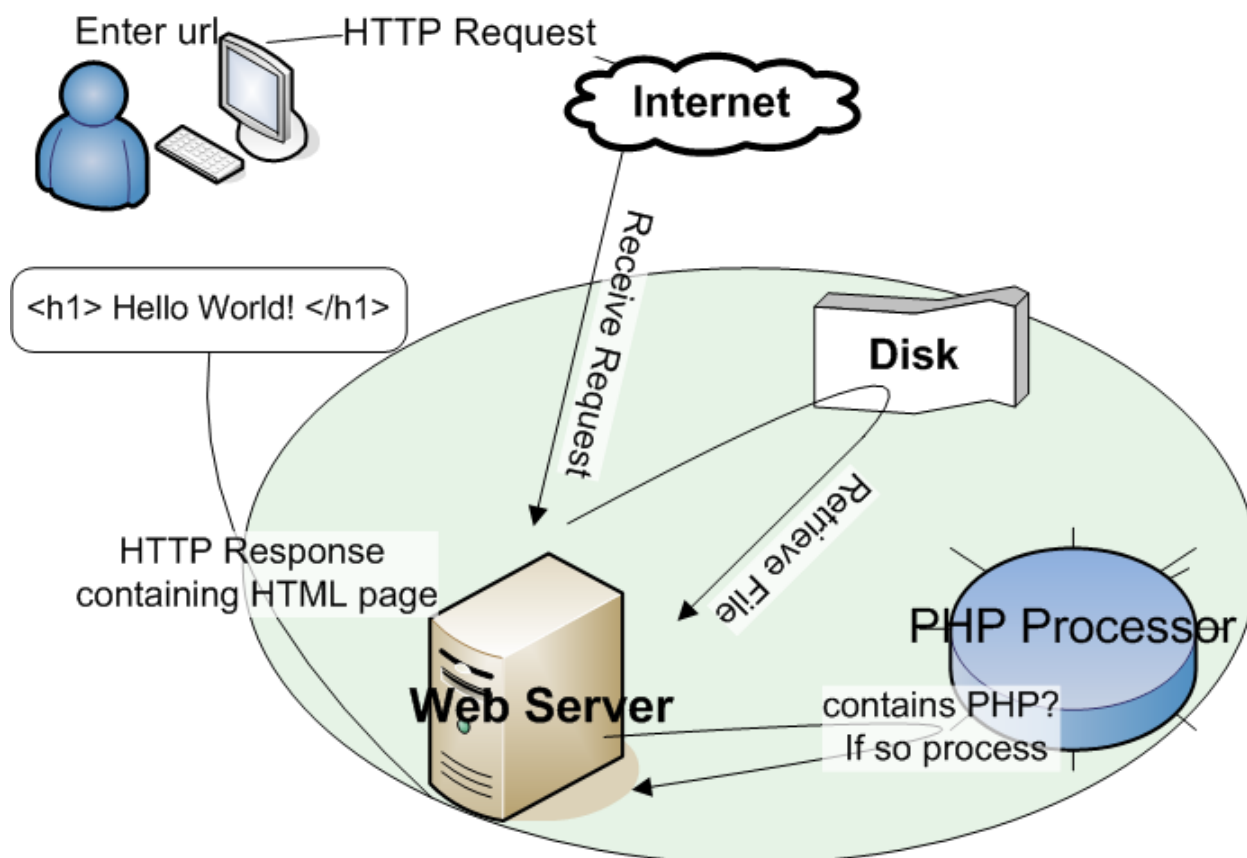 Enter url
HTTP Request
Internet
Receive Request
<h1> Hello World! </h1>
Disk
Retrieve File
HTTP Response
containing HTML page
PHP Processor
Web Server
contains PHP?
If so process